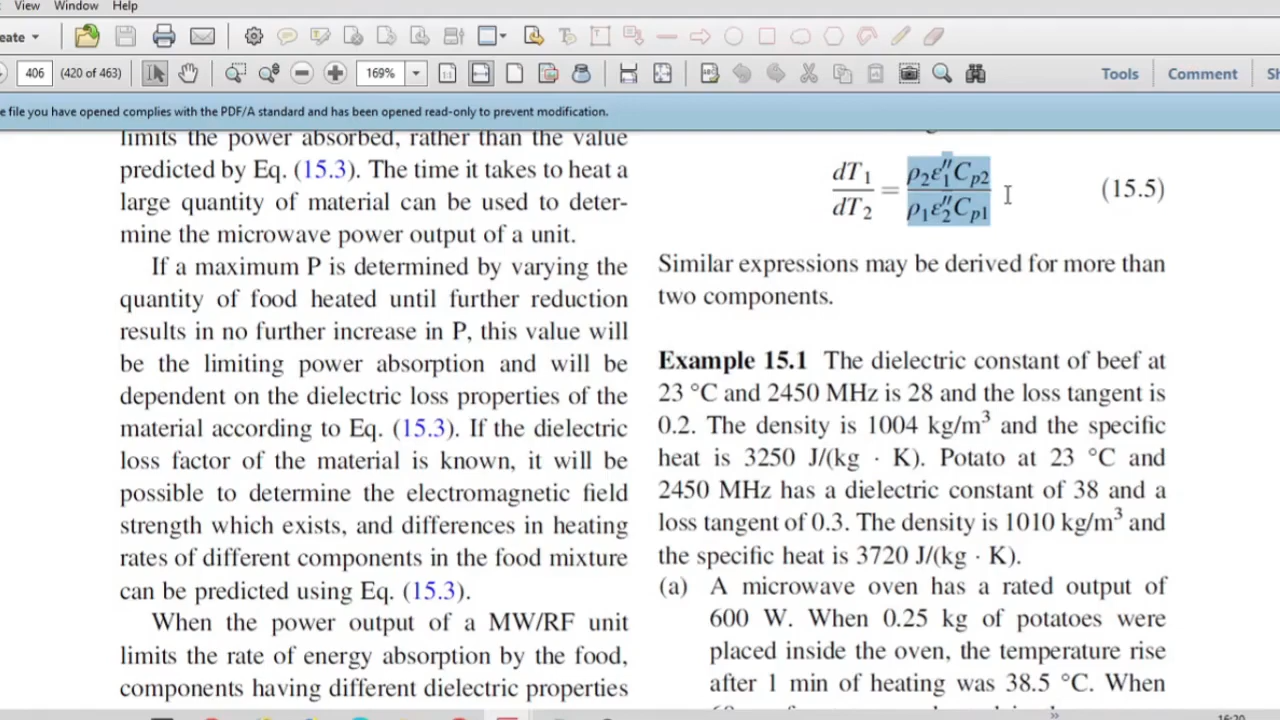 View Window Help
eate
406 (420 of 463) 169% Tools Comment
e file you have opened complies with the PDF/A standard and has been opened read-only to prevent modification.
limits the power absorbed, rather than the value
predicted by Eq. (15.3). The time it takes to heat a
large quantity of material can be used to deter-
mine the microwave power output of a unit.
If a maximum P is determined by varying the
quantity of food heated until further reduction
results in no further increase in P, this value will
be the limiting power absorption and will be
dependent on the dielectric loss properties of the
material according to Eq. (15.3). If the dielectric
loss factor of the material is known, it will be
possible to determine the electromagnetic field
strength which exists, and differences in heating
rates of different components in the food mixture
can be predicted using Eq. (15.3).
When the power output of a MW/RF unit
limits the rate of energy absorption by the food,
components having different dielectric properties
dT₁/dT₂ = ρ₂ε₁″Cp2/ρ₁ε₂″Cp1 (15.5)
Similar expressions may be derived for more than
two components.
Example 15.1 The dielectric constant of beef at
23 °C and 2450 MHz is 28 and the loss tangent is
0.2. The density is 1004 kg/m³ and the specific
heat is 3250 J/(kg · K). Potato at 23 °C and
2450 MHz has a dielectric constant of 38 and a
loss tangent of 0.3. The density is 1010 kg/m³ and
the specific heat is 3720 J/(kg · K).
(a) A microwave oven has a rated output of
600 W. When 0.25 kg of potatoes were
placed inside the oven, the temperature rise
after 1 min of heating was 38.5 °C. When